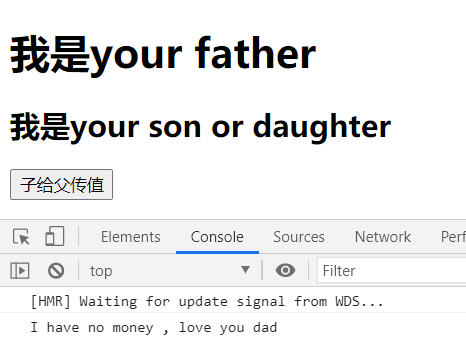 我是your father
我是your son or daughter
子给父传值
Elements Console Sources Network Perf
top Filter
[HMR] Waiting for update signal from WDS...
I have no money , love you dad